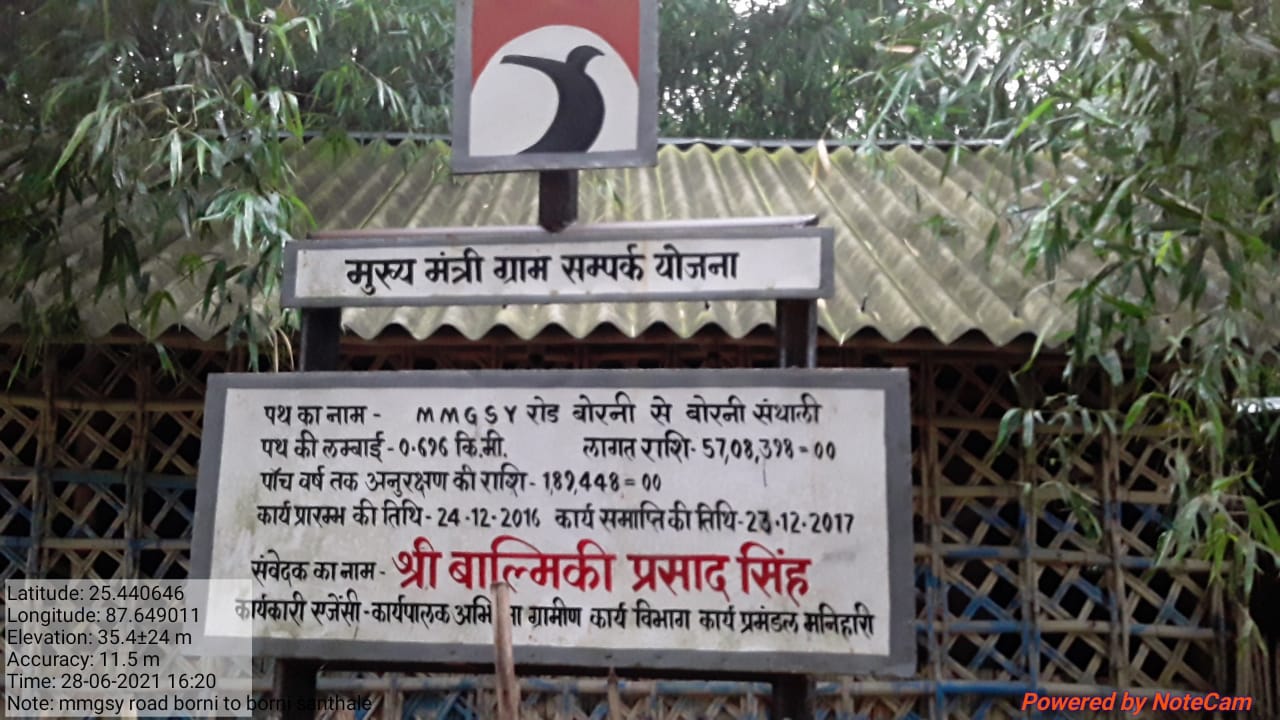 मुख्य मंत्री ग्राम सम्पर्क योजना
पथ का नाम - MMGSY रोड बोरनी से बोरनी संथाली
पथ की लम्बाई - 0.696 कि.मी. लागत राशि - 57,08,398=00
पाँच वर्ष तक अनुरक्षण की राशि - 1,89,448=00
कार्य प्रारम्भ की तिथि - 24.12.2016 कार्य समाप्ति की तिथि - 23.12.2017
संवेदक का नाम - श्री बाल्मिकी प्रसाद सिंह
कार्यकारी एजेंसी - कार्यपालक ग्रामीण कार्य विभाग कार्य प्रमंडल मनिहारी
Latitude: 25.440646
Longitude: 87.649011
Elevation: 35.4±24 m
Accuracy: 11.5 m
Time: 28-06-2021 16:20
Note: mmgsy road borni to borni santhale
Powered by NoteCam